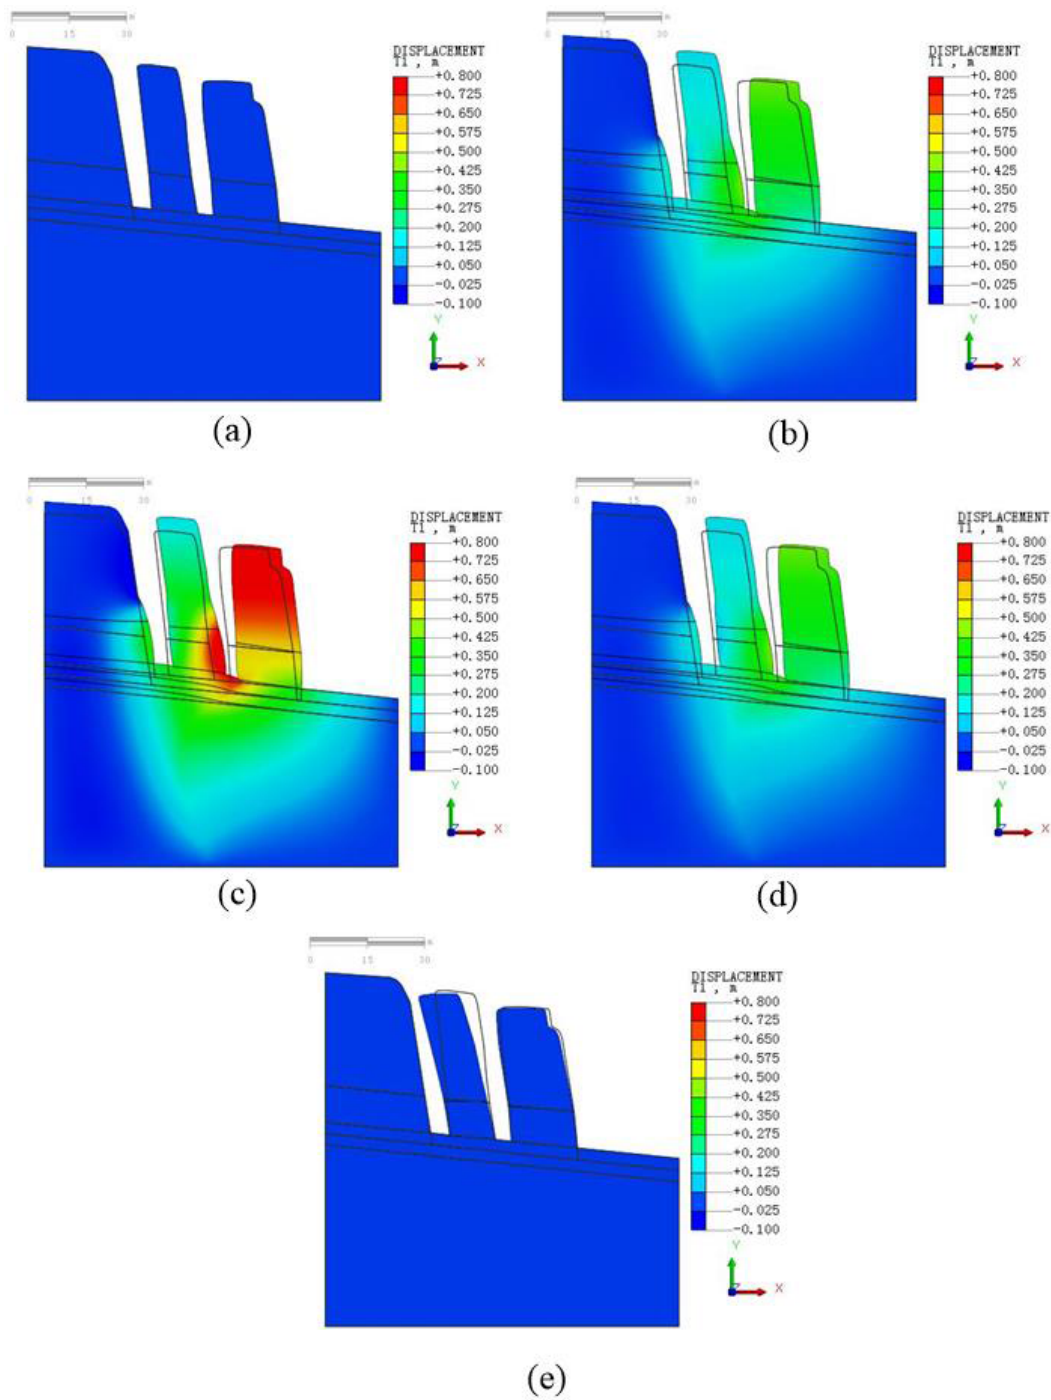 0 15 30 m
DISPLACEMENT
T1 , m
+0.800
+0.725
+0.650
+0.575
+0.500
+0.425
+0.350
+0.275
+0.200
+0.125
+0.050
-0.025
-0.100
Y
Z
X
(a)
0 15 30 m
DISPLACEMENT
T1 , m
+0.800
+0.725
+0.650
+0.575
+0.500
+0.425
+0.350
+0.275
+0.200
+0.125
+0.050
-0.025
-0.100
Y
Z
X
(b)
0 15 30 m
DISPLACEMENT
T1 , m
+0.800
+0.725
+0.650
+0.575
+0.500
+0.425
+0.350
+0.275
+0.200
+0.125
+0.050
-0.025
-0.100
Y
Z
X
(c)
0 15 30 m
DISPLACEMENT
T1 , m
+0.800
+0.725
+0.650
+0.575
+0.500
+0.425
+0.350
+0.275
+0.200
+0.125
+0.050
-0.025
-0.100
Y
Z
X
(d)
0 15 30 m
DISPLACEMENT
T1 , m
+0.800
+0.725
+0.650
+0.575
+0.500
+0.425
+0.350
+0.275
+0.200
+0.125
+0.050
-0.025
-0.100
Y
Z
X
(e)